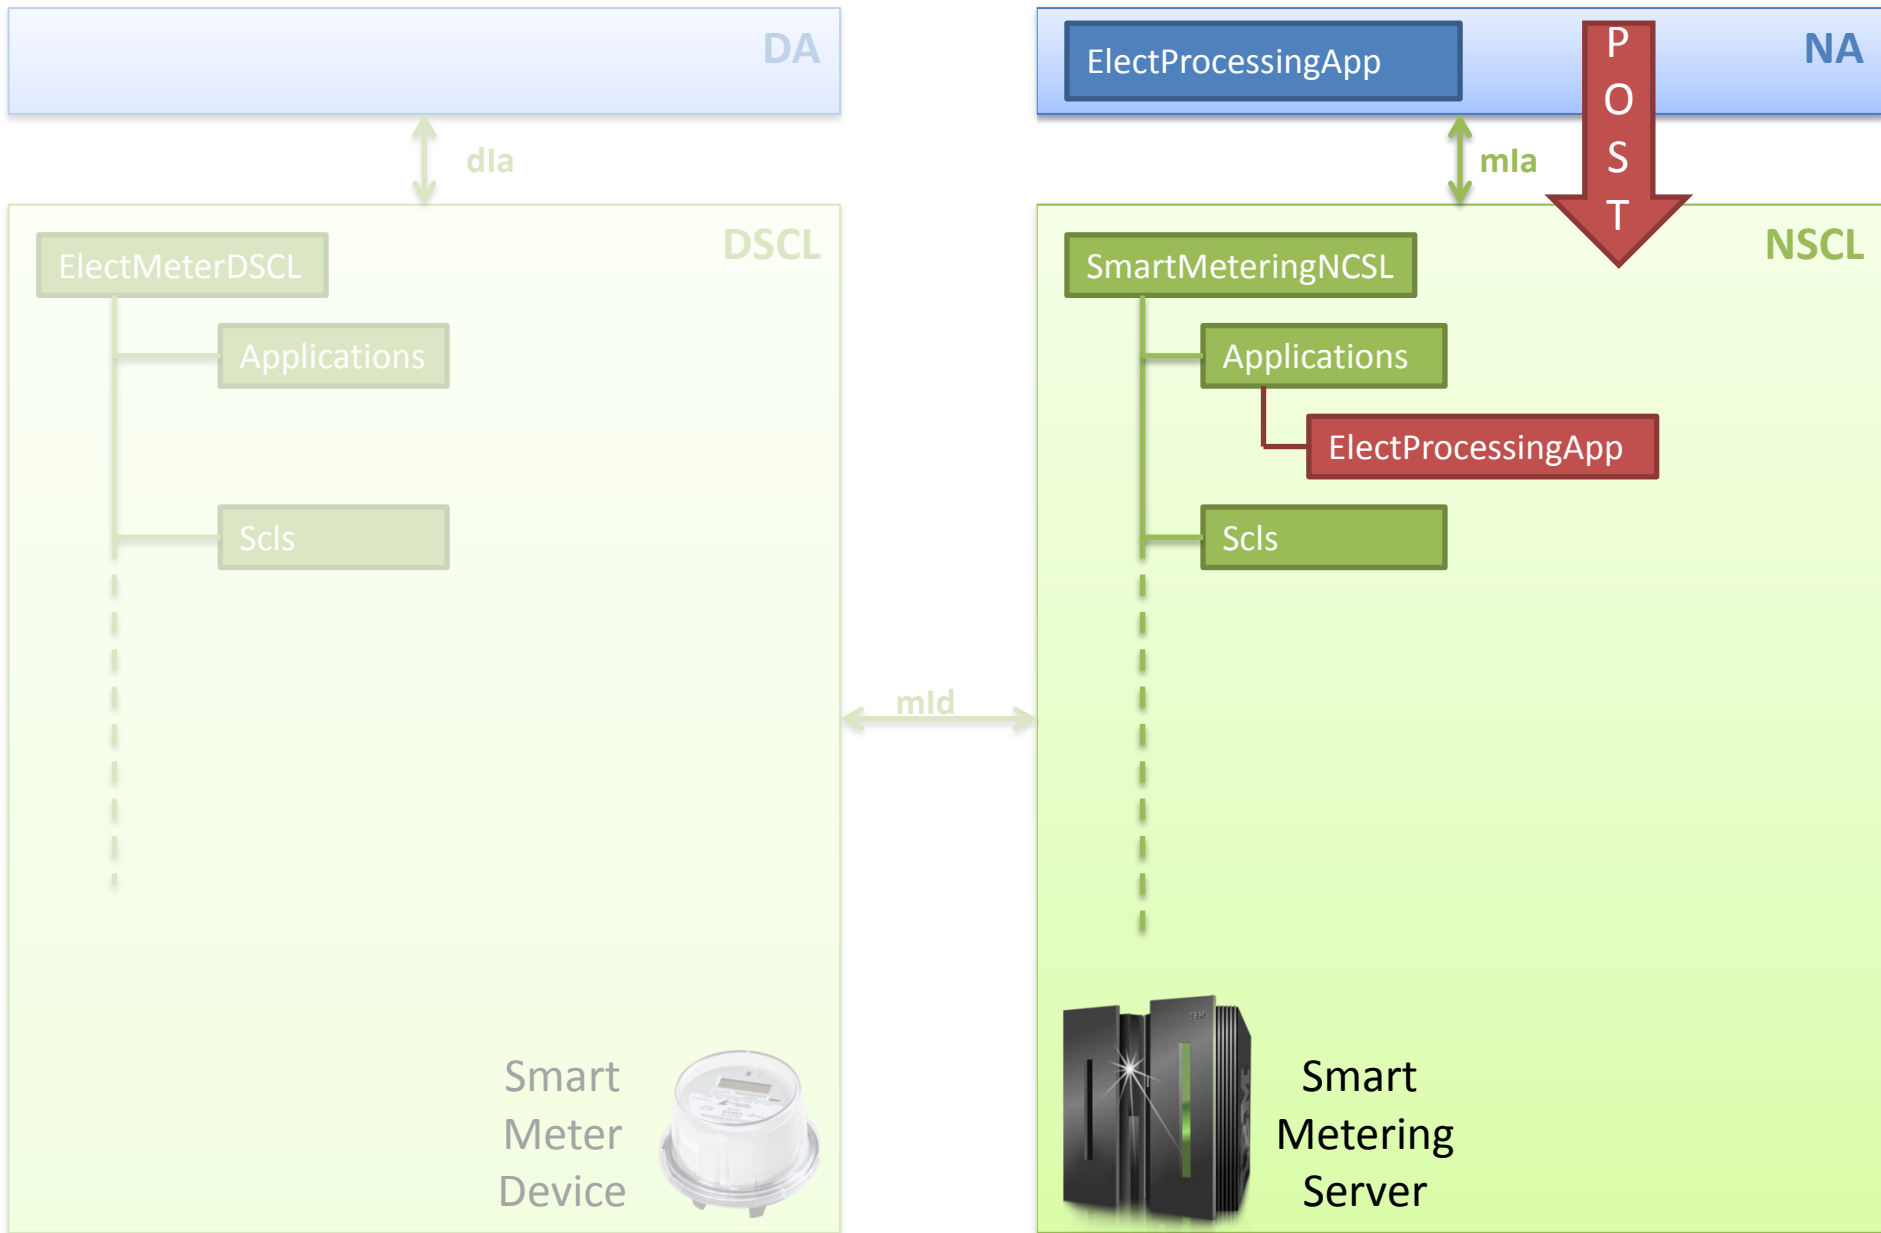 DA
dIa
DSCL
ElectMeterDSCL
Applications
Scls
Smart
Meter
Device
mId
ElectProcessingApp
NA
P
O
S
T
mIa
NSCL
SmartMeteringNCSL
Applications
ElectProcessingApp
Scls
IBM
Smart
Metering
Server